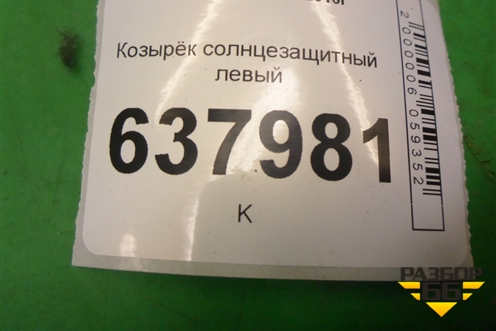 Козырёк солнцезащитный
левый
637981
К
2000006059352
РАЗБОР
66